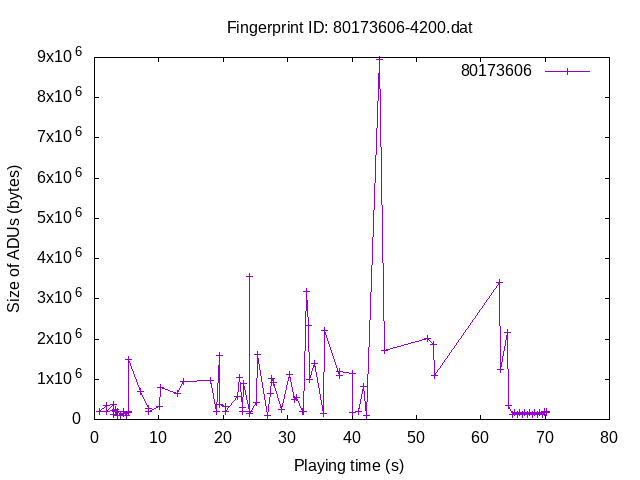 Fingerprint ID: 80173606-4200.dat
80173606
Size of ADUs (bytes)
9x10^6
8x10^6
7x10^6
6x10^6
5x10^6
4x10^6
3x10^6
2x10^6
1x10^6
0
0 10 20 30 40 50 60 70 80
Playing time (s)